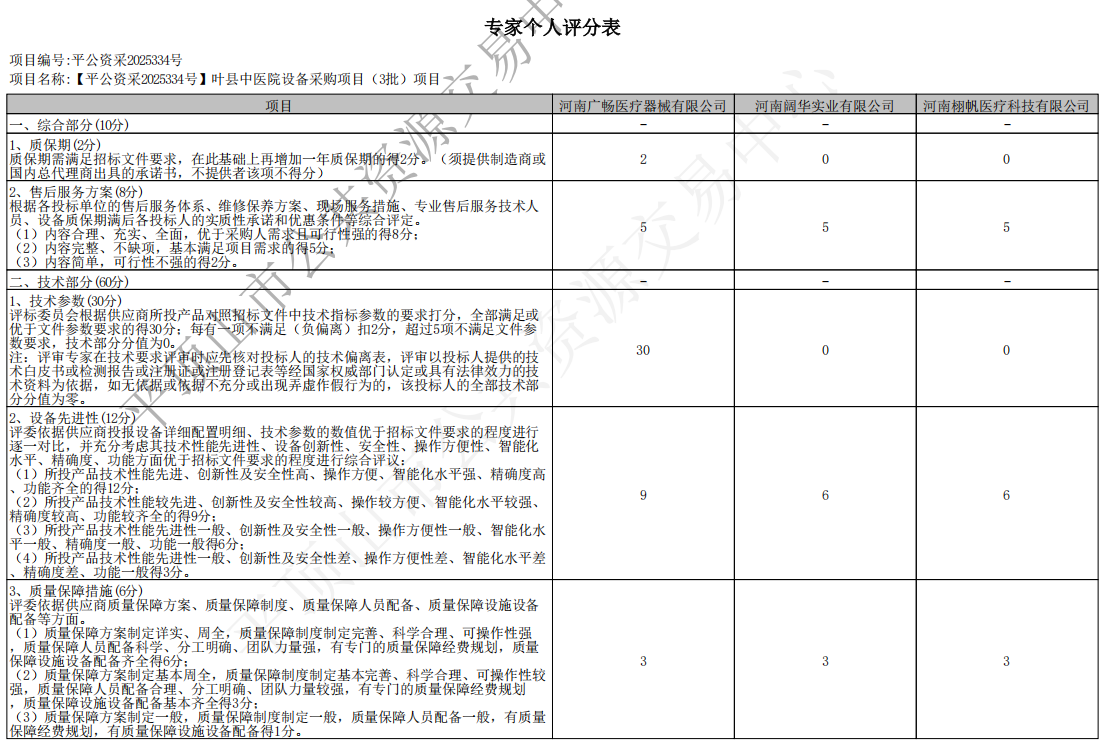 专家个人评分表
项目编号:平公资采2025334号
项目名称:【平公资采2025334号】叶县中医院设备采购项目（3批）项目
项目 河南广畅医疗器械有限公司 河南阔华实业有限公司 河南栩帆医疗科技有限公司
一、综合部分(10分) － － －
1、质保期(2分)
质保期需满足招标文件要求，在此基础上再增加一年质保期的得2分。（须提供制造商或
国内总代理商出具的承诺书，不提供者该项不得分）
2 0 0
2、售后服务方案(8分)
根据各投标单位的售后服务体系、维修保养方案、现场服务措施、专业售后服务技术人
员、设备质保期满后各投标人的实质性承诺和优惠条件等综合评定。
（1）内容合理、充实、全面，优于采购人需求且可行性强的得8分；
（2）内容完整、不缺项，基本满足项目需求的得5分；
（3）内容简单，可行性不强的得2分。
5 5 5
二、技术部分(60分) － － －
1、技术参数(30分)
评标委员会根据供应商所投产品对照招标文件中技术指标参数的要求打分，全部满足或
优于文件参数要求的得30分；每有一项不满足（负偏离）扣2分，超过5项不满足文件参
数要求，技术部分分值为0。
注：评审专家在技术要求评审时应先核对投标人的技术偏离表，评审以投标人提供的技
术白皮书或检测报告或注册证或注册登记表等经国家权威部门认定或具有法律效力的技
术资料为依据，如无依据或依据不充分或出现弄虚作假行为的，该投标人的全部技术部
分分值为零。
30 0 0
2、设备先进性(12分)
评委依据供应商投报设备详细配置明细、技术参数的数值优于招标文件要求的程度进行
逐一对比，并充分考虑其技术性能先进性、设备创新性、安全性、操作方便性、智能化
水平、精确度、功能方面优于招标文件要求的程度进行综合评议：
（1）所投产品技术性能先进、创新性及安全性高、操作方便、智能化水平强、精确度高
、功能齐全的得12分；
（2）所投产品技术性能较先进、创新性及安全性较高、操作较方便、智能化水平较强、
精确度较高、功能较齐全的得9分；
（3）所投产品技术性能先进性一般、创新性及安全性一般、操作方便性一般、智能化水
平一般、精确度一般、功能一般得6分；
（4）所投产品技术性能先进性一般、创新性及安全性差、操作方便性差、智能化水平差
、精确度差、功能一般得3分。
9 6 6
3、质量保障措施(6分)
评委依据供应商质量保障方案、质量保障制度、质量保障人员配备、质量保障设施设备
配备等方面。
（1）质量保障方案制定详实、周全，质量保障制度制定完善、科学合理、可操作性强
，质量保障人员配备科学、分工明确、团队力量强，有专门的质量保障经费规划，质量
保障设施设备配备齐全得6分；
（2）质量保障方案制定基本周全，质量保障制度制定基本完善、科学合理、可操作性较
强，质量保障人员配备合理、分工明确、团队力量较强，有专门的质量保障经费规划
，质量保障设施设备配备基本齐全得3分；
（3）质量保障方案制定一般，质量保障制度制定一般，质量保障人员配备一般，有质量
保障经费规划，有质量保障设施设备配备得1分。
3 3 3
平顶山市公共资源交易中
平顶山市公共资源交易中心